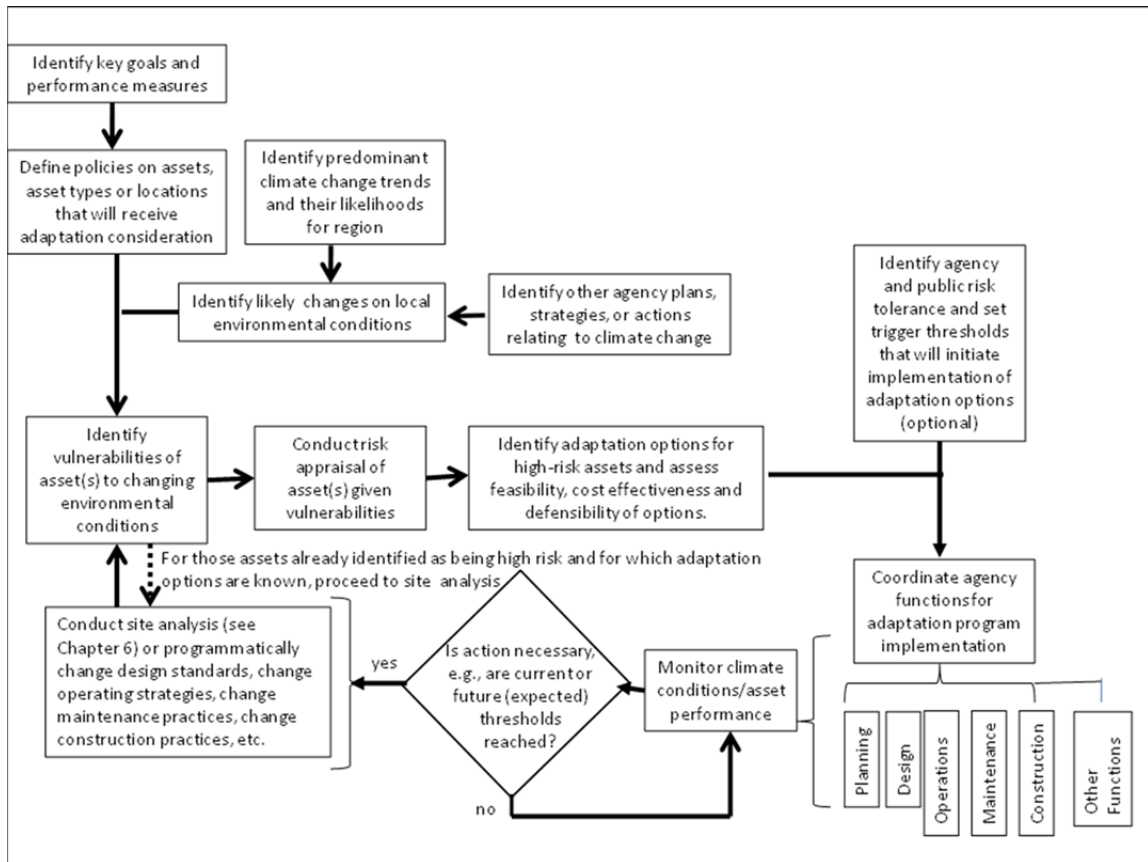 Identify key goals and
performance measures
Define policies on assets,
asset types or locations
that will receive
adaptation consideration
Identify predominant
climate change trends
and their likelihoods
for region
Identify likely changes on local
environmental conditions
Identify other agency plans,
strategies, or actions
relating to climate change
Identify agency
and public risk
tolerance and set
trigger thresholds
that will initiate
implementation of
adaptation options
(optional)
Identify
vulnerabilities of
asset(s) to changing
environmental
conditions
Conduct risk
appraisal of
asset(s) given
vulnerabilities
Identify adaptation options for
high-risk assets and assess
feasibility, cost effectiveness and
defensibility of options.
For those assets already identified as being high risk and for which adaptation
options are known, proceed to site analysis
Coordinate agency
functions for
adaptation program
implementation
Conduct site analysis (see
Chapter 6) or programmatically
change design standards, change
operating strategies, change
maintenance practices, change
construction practices, etc.
yes
Is action necessary,
e.g., are current or
future (expected)
thresholds
reached?
no
Monitor climate
conditions/asset
performance
Planning
Design
Operations
Maintenance
Construction
Other
Functions